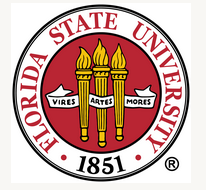 FLORIDA STATE UNIVERSITY
VIRES ARTES MORES
· 1851 ·
®